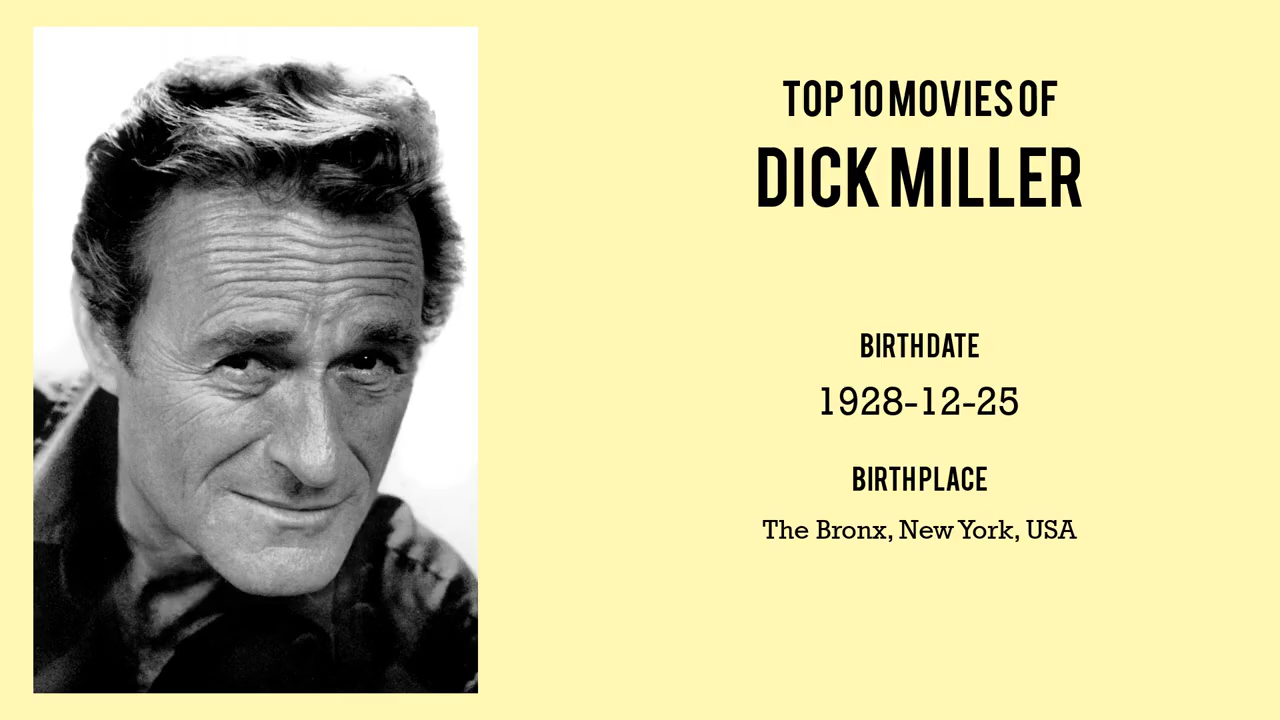 TOP 10 MOVIES OF
DICK MILLER
BIRTHDATE
1928-12-25
BIRTHPLACE
The Bronx, New York, USA